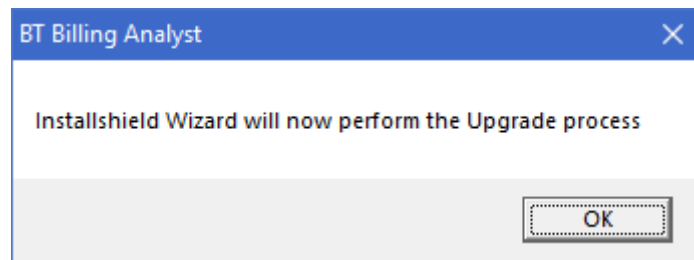 BT Billing Analyst
Installshield Wizard will now perform the Upgrade process
OK